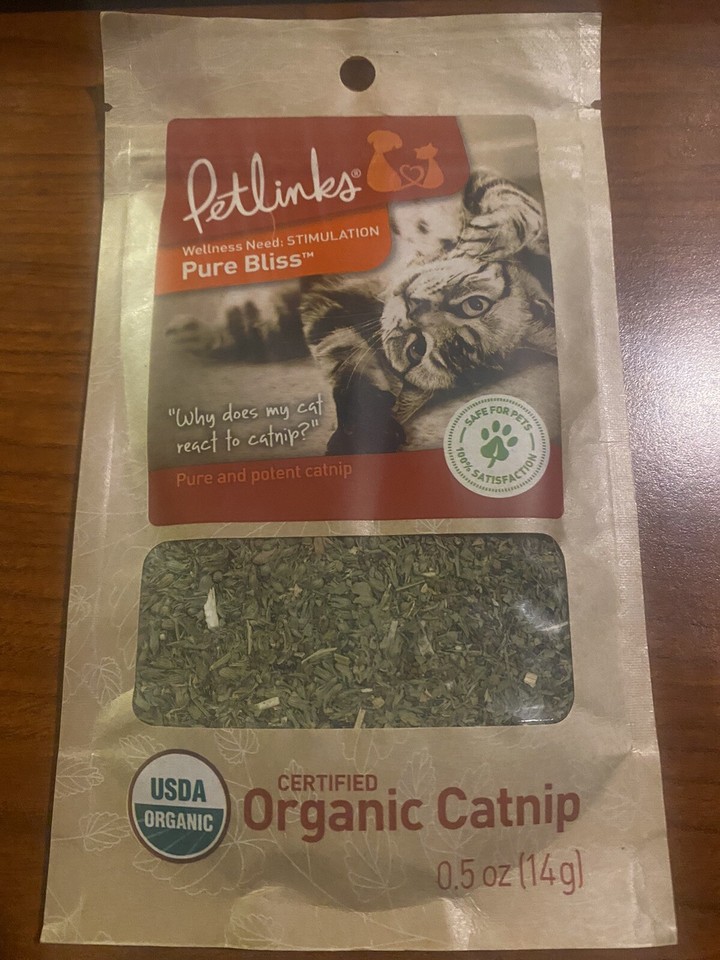 Petlinks®
Wellness Need: STIMULATION
Pure Bliss™
"Why does my cat
react to catnip?"
Pure and potent catnip
SAFE FOR PETS
100% SATISFACTION
USDA
ORGANIC
CERTIFIED
Organic Catnip
0.5 oz (14g)